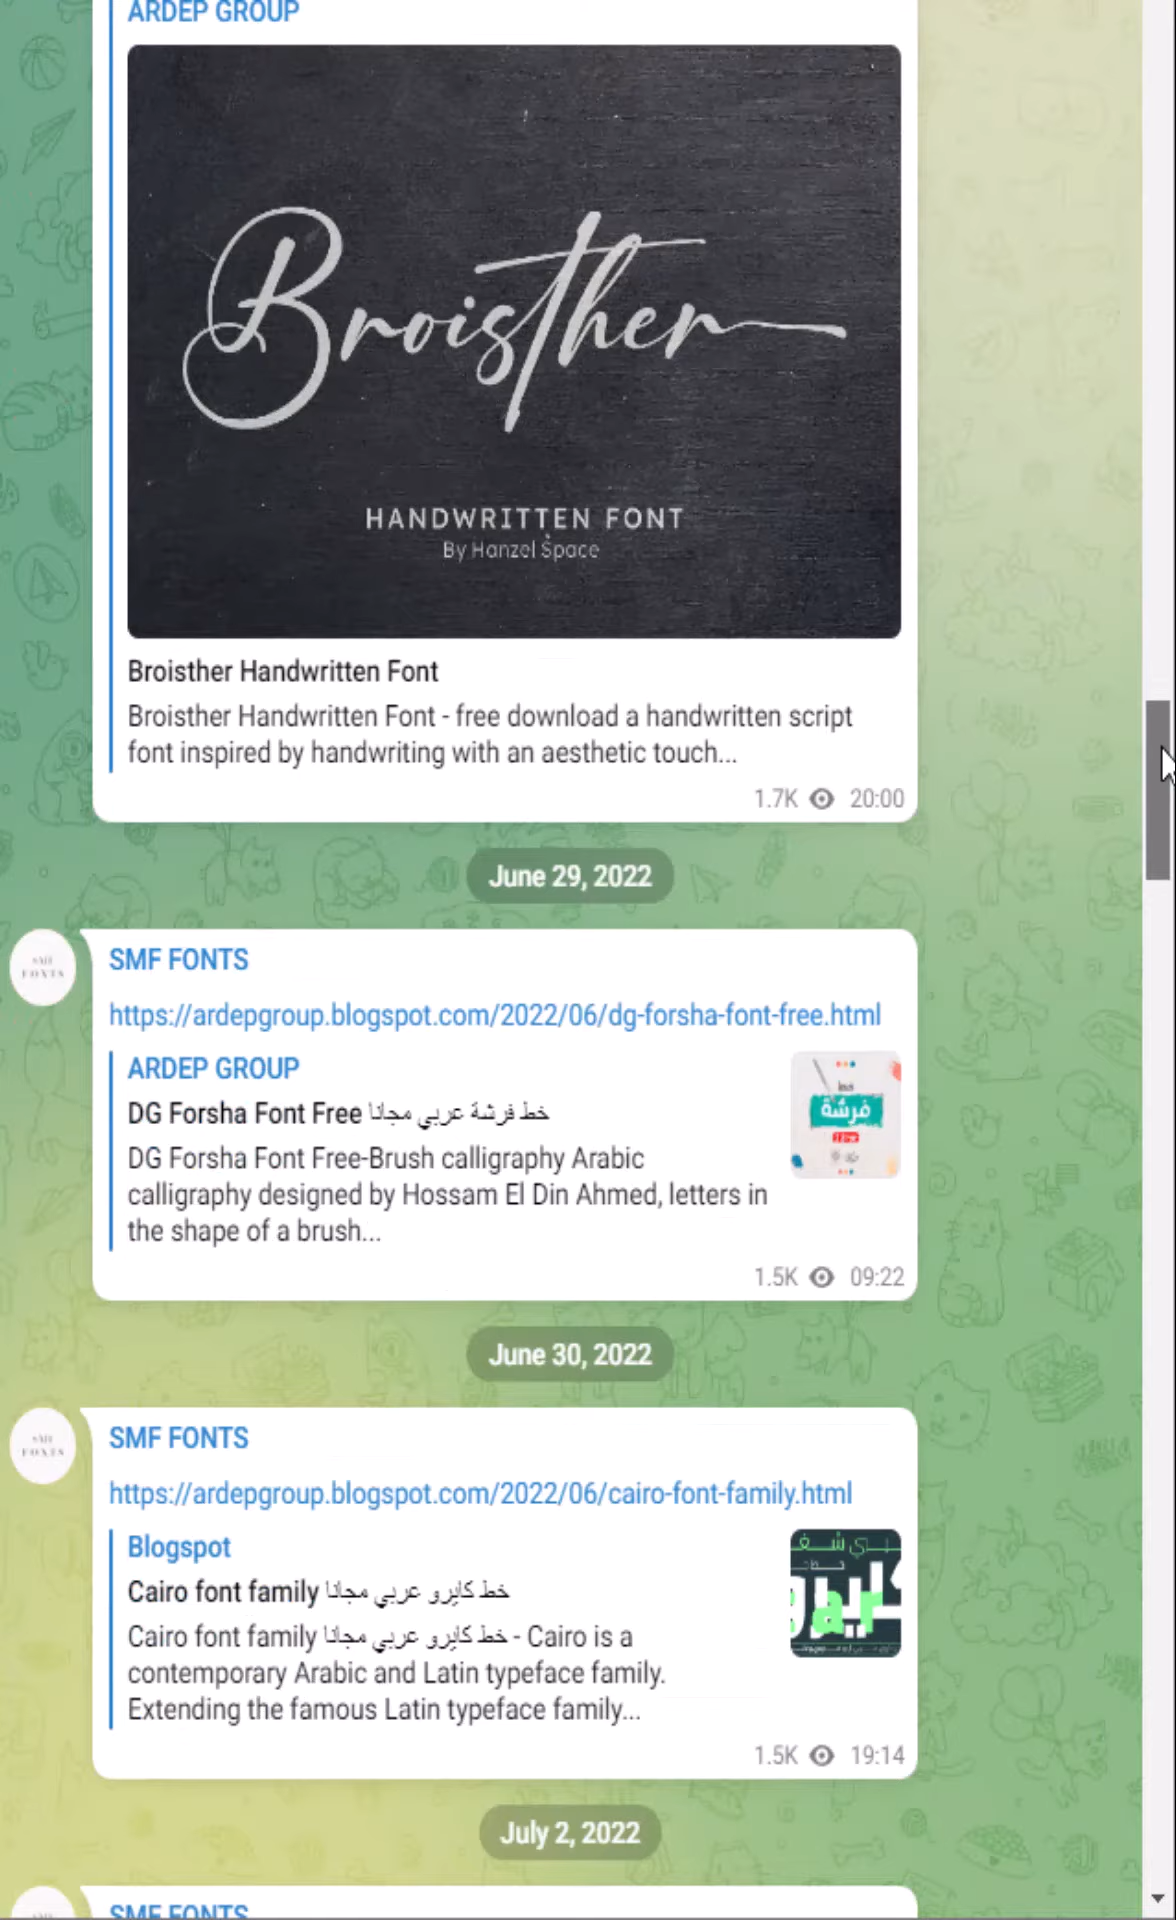 ARDEP GROUP
Broisther
HANDWRITTEN FONT
By Hanzel Space
Broisther Handwritten Font
Broisther Handwritten Font - free download a handwritten script
font inspired by handwriting with an aesthetic touch...
1.7K 20:00
June 29, 2022
SMF FONTS
SMF FONTS
https://ardepgroup.blogspot.com/2022/06/dg-forsha-font-free.html
ARDEP GROUP
DG Forsha Font Free خط فرشة عربي مجانا
فرشة
DG Forsha Font Free-Brush calligraphy Arabic
calligraphy designed by Hossam El Din Ahmed, letters in
the shape of a brush...
1.5K 09:22
June 30, 2022
SMF FONTS
SMF FONTS
https://ardepgroup.blogspot.com/2022/06/cairo-font-family.html
Blogspot
Cairo font family خط كايرو عربي مجانا
Cairo font family خط كايرو عربي مجانا - Cairo is a
contemporary Arabic and Latin typeface family.
Extending the famous Latin typeface family...
1.5K 19:14
July 2, 2022
SMF FONTS